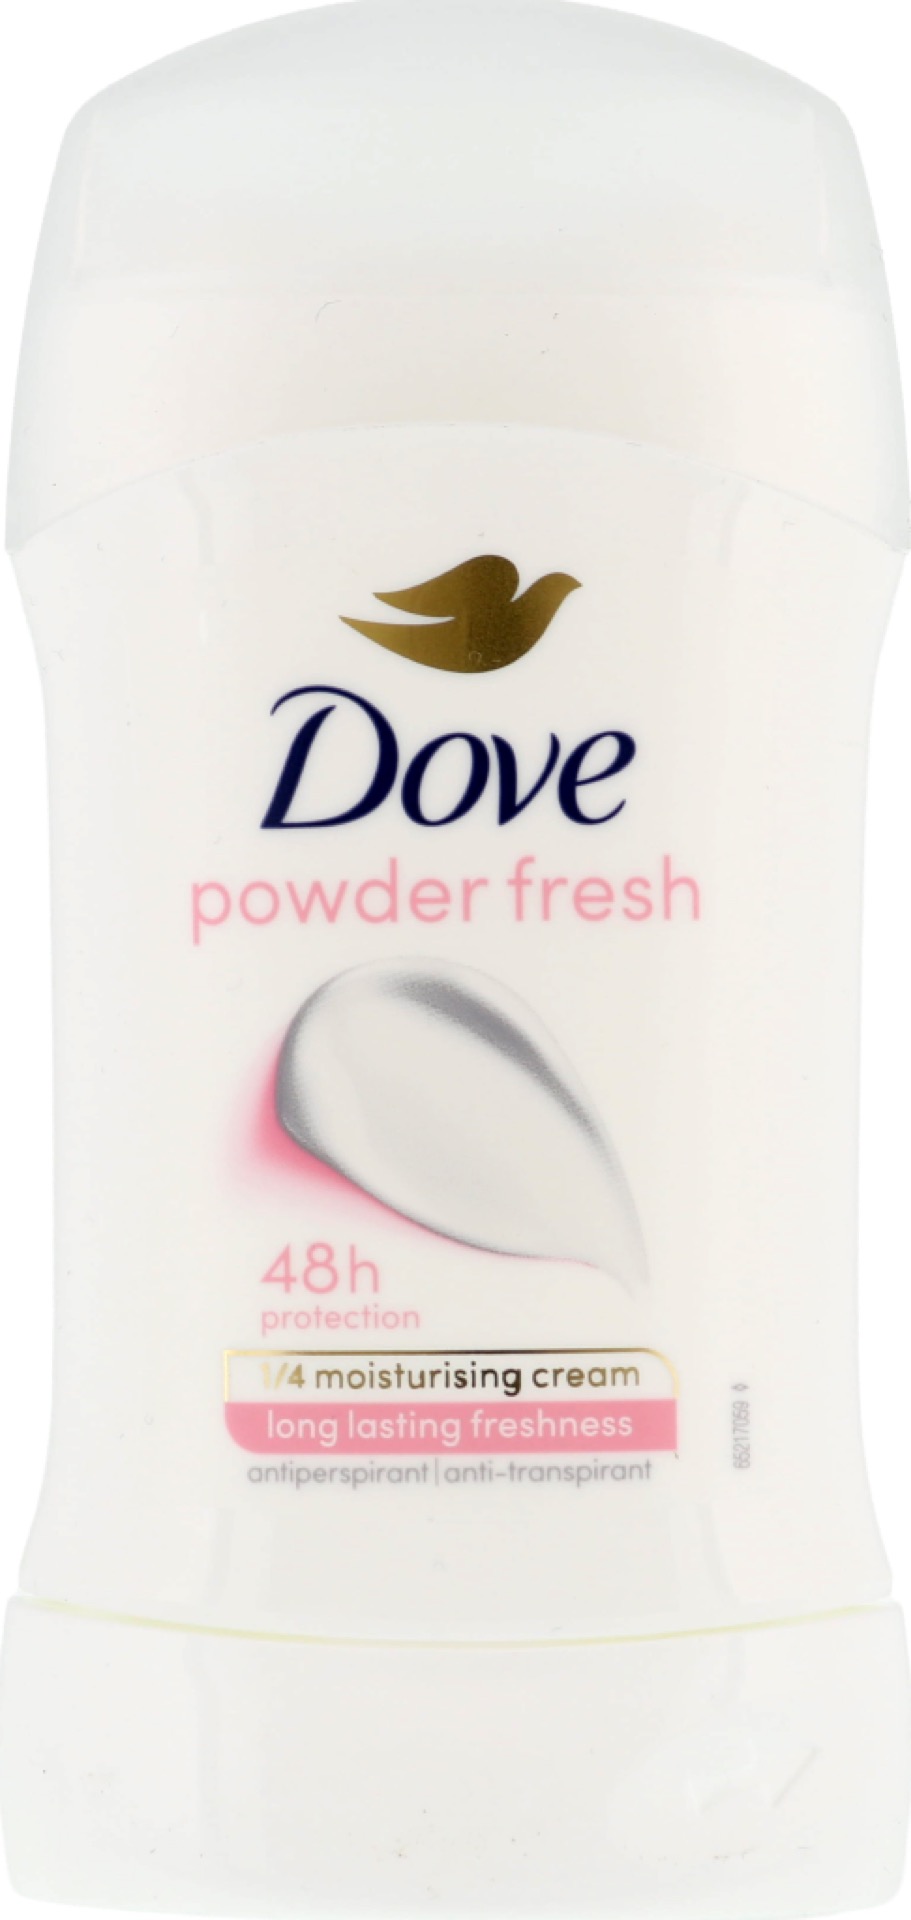 Dove
powder fresh
48h
protection
1/4 moisturising cream
long lasting freshness
antiperspirant|anti-transpirant
65217059